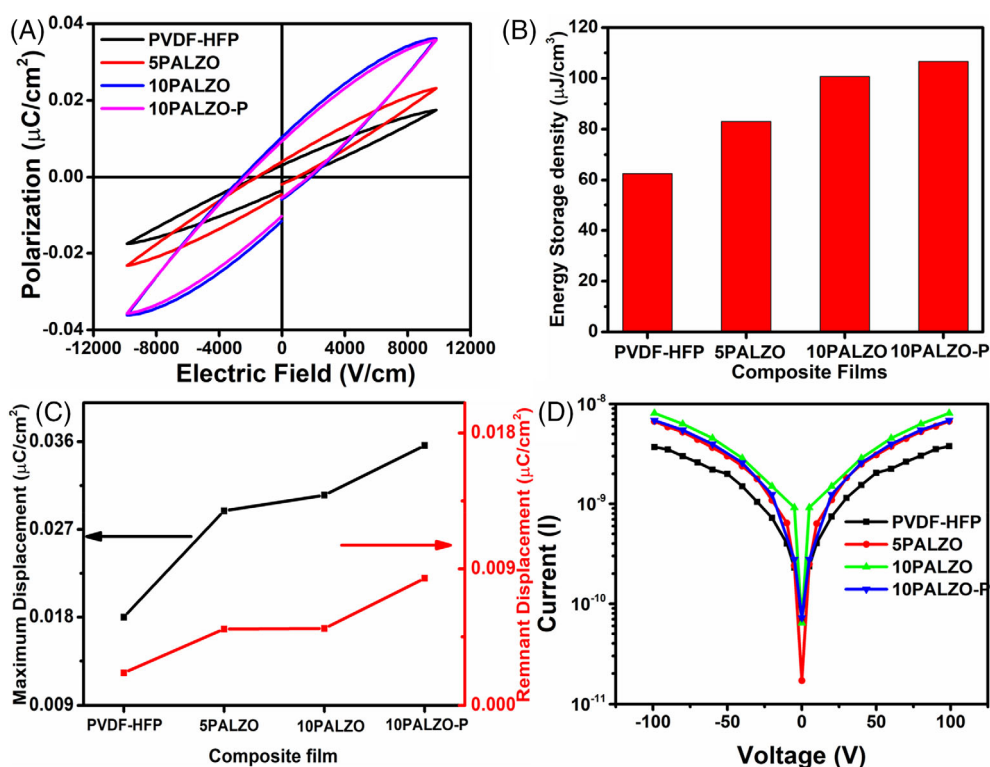 (A)
0.04
0.02
0.00
-0.02
-0.04
Polarization (μC/cm²)
PVDF-HFP
5PALZO
10PALZO
10PALZO-P
-12000 -8000 -4000 0 4000 8000 12000
Electric Field (V/cm)
(B)
120
100
80
60
40
20
0
Energy Storage density (μJ/cm³)
PVDF-HFP 5PALZO 10PALZO 10PALZO-P
Composite Films
(C)
0.036
0.027
0.018
0.009
Maximum Displacement (μC/cm²)
0.018
0.009
0.000
Remnant Displacement (μC/cm²)
PVDF-HFP 5PALZO 10PALZO 10PALZO-P
Composite film
(D)
10⁻⁸
10⁻⁹
10⁻¹⁰
10⁻¹¹
Current (I)
PVDF-HFP
5PALZO
10PALZO
10PALZO-P
-100 -50 0 50 100
Voltage (V)